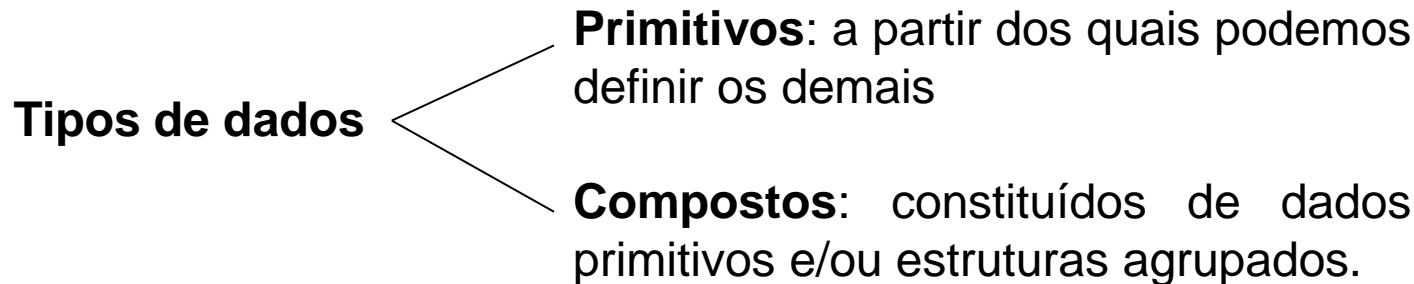 Tipos de dados
Primitivos: a partir dos quais podemos
definir os demais
Compostos: constituídos de dados
primitivos e/ou estruturas agrupados.